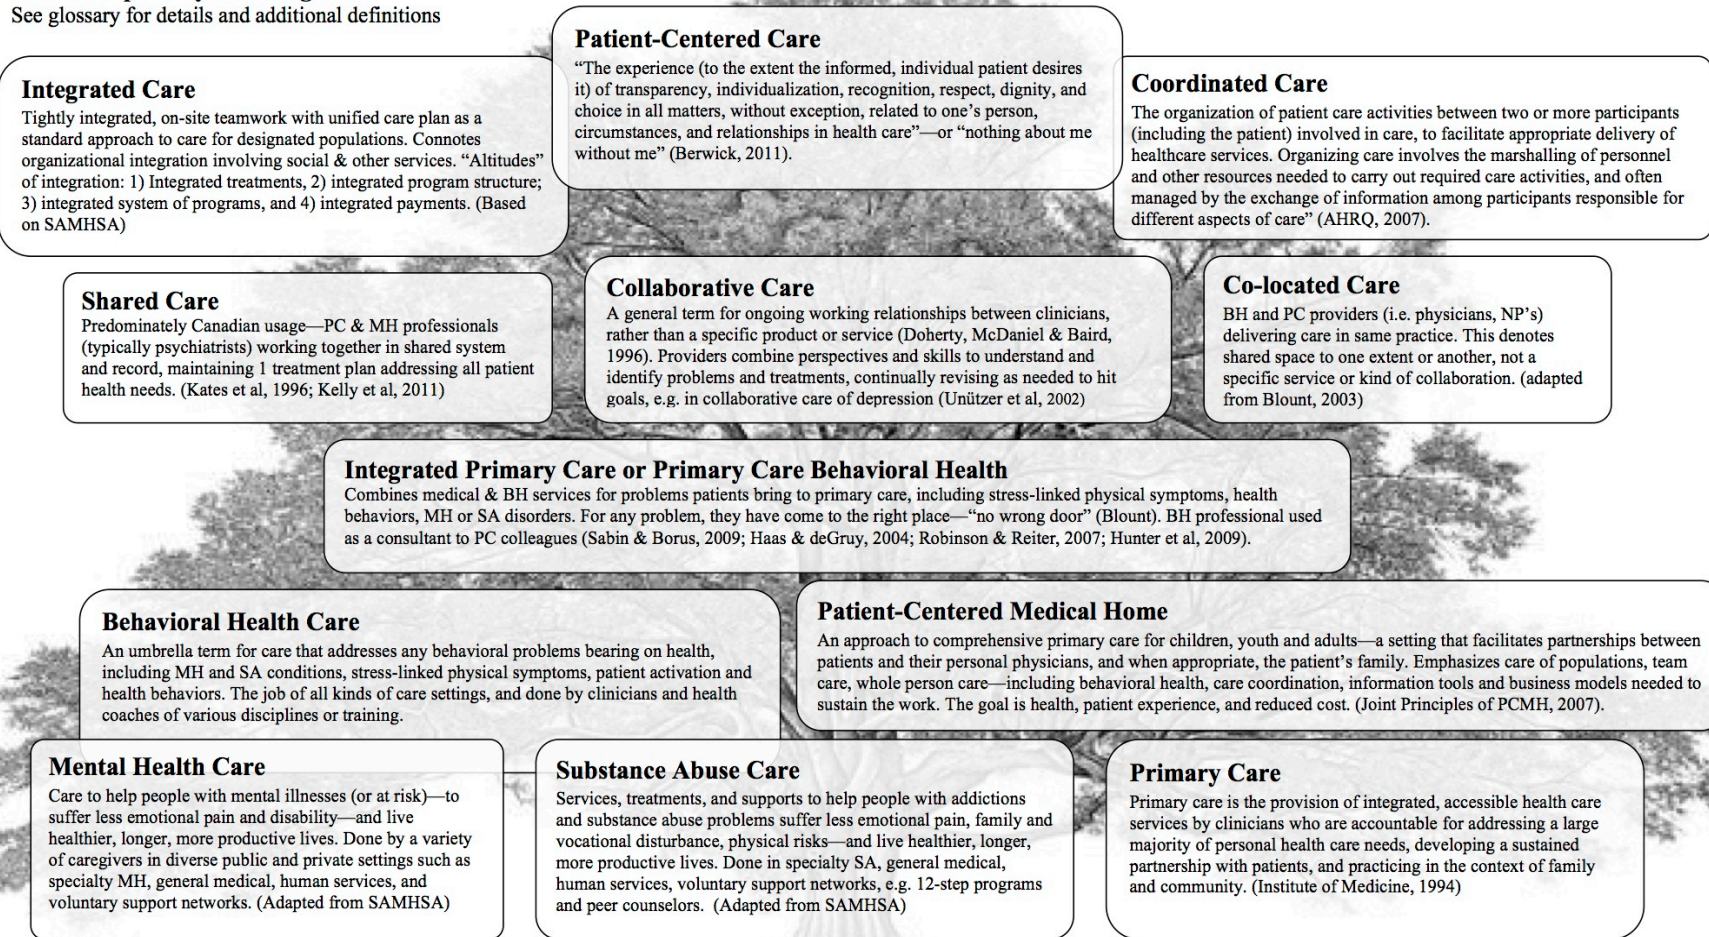 See glossary for details and additional definitions
Patient-Centered Care
“The experience (to the extent the informed, individual patient desires
it) of transparency, individualization, recognition, respect, dignity, and
choice in all matters, without exception, related to one’s person,
circumstances, and relationships in health care”—or “nothing about me
without me” (Berwick, 2011).
Integrated Care
Tightly integrated, on-site teamwork with unified care plan as a
standard approach to care for designated populations. Connotes
organizational integration involving social & other services. “Altitudes”
of integration: 1) Integrated treatments, 2) integrated program structure;
3) integrated system of programs, and 4) integrated payments. (Based
on SAMHSA)
Coordinated Care
The organization of patient care activities between two or more participants
(including the patient) involved in care, to facilitate appropriate delivery of
healthcare services. Organizing care involves the marshalling of personnel
and other resources needed to carry out required care activities, and often
managed by the exchange of information among participants responsible for
different aspects of care” (AHRQ, 2007).
Shared Care
Predominately Canadian usage—PC & MH professionals
(typically psychiatrists) working together in shared system
and record, maintaining 1 treatment plan addressing all patient
health needs. (Kates et al, 1996; Kelly et al, 2011)
Collaborative Care
A general term for ongoing working relationships between clinicians,
rather than a specific product or service (Doherty, McDaniel & Baird,
1996). Providers combine perspectives and skills to understand and
identify problems and treatments, continually revising as needed to hit
goals, e.g. in collaborative care of depression (Unützer et al, 2002)
Co-located Care
BH and PC providers (i.e. physicians, NP’s)
delivering care in same practice. This denotes
shared space to one extent or another, not a
specific service or kind of collaboration. (adapted
from Blount, 2003)
Integrated Primary Care or Primary Care Behavioral Health
Combines medical & BH services for problems patients bring to primary care, including stress-linked physical symptoms, health
behaviors, MH or SA disorders. For any problem, they have come to the right place—“no wrong door” (Blount). BH professional used
as a consultant to PC colleagues (Sabin & Borus, 2009; Haas & deGruy, 2004; Robinson & Reiter, 2007; Hunter et al, 2009).
Behavioral Health Care
An umbrella term for care that addresses any behavioral problems bearing on health,
including MH and SA conditions, stress-linked physical symptoms, patient activation and
health behaviors. The job of all kinds of care settings, and done by clinicians and health
coaches of various disciplines or training.
Patient-Centered Medical Home
An approach to comprehensive primary care for children, youth and adults—a setting that facilitates partnerships between
patients and their personal physicians, and when appropriate, the patient’s family. Emphasizes care of populations, team
care, whole person care—including behavioral health, care coordination, information tools and business models needed to
sustain the work. The goal is health, patient experience, and reduced cost. (Joint Principles of PCMH, 2007).
Mental Health Care
Care to help people with mental illnesses (or at risk)—to
suffer less emotional pain and disability—and live
healthier, longer, more productive lives. Done by a variety
of caregivers in diverse public and private settings such as
specialty MH, general medical, human services, and
voluntary support networks. (Adapted from SAMHSA)
Substance Abuse Care
Services, treatments, and supports to help people with addictions
and substance abuse problems suffer less emotional pain, family and
vocational disturbance, physical risks—and live healthier, longer,
more productive lives. Done in specialty SA, general medical,
human services, voluntary support networks, e.g. 12-step programs
and peer counselors. (Adapted from SAMHSA)
Primary Care
Primary care is the provision of integrated, accessible health care
services by clinicians who are accountable for addressing a large
majority of personal health care needs, developing a sustained
partnership with patients, and practicing in the context of family
and community. (Institute of Medicine, 1994)